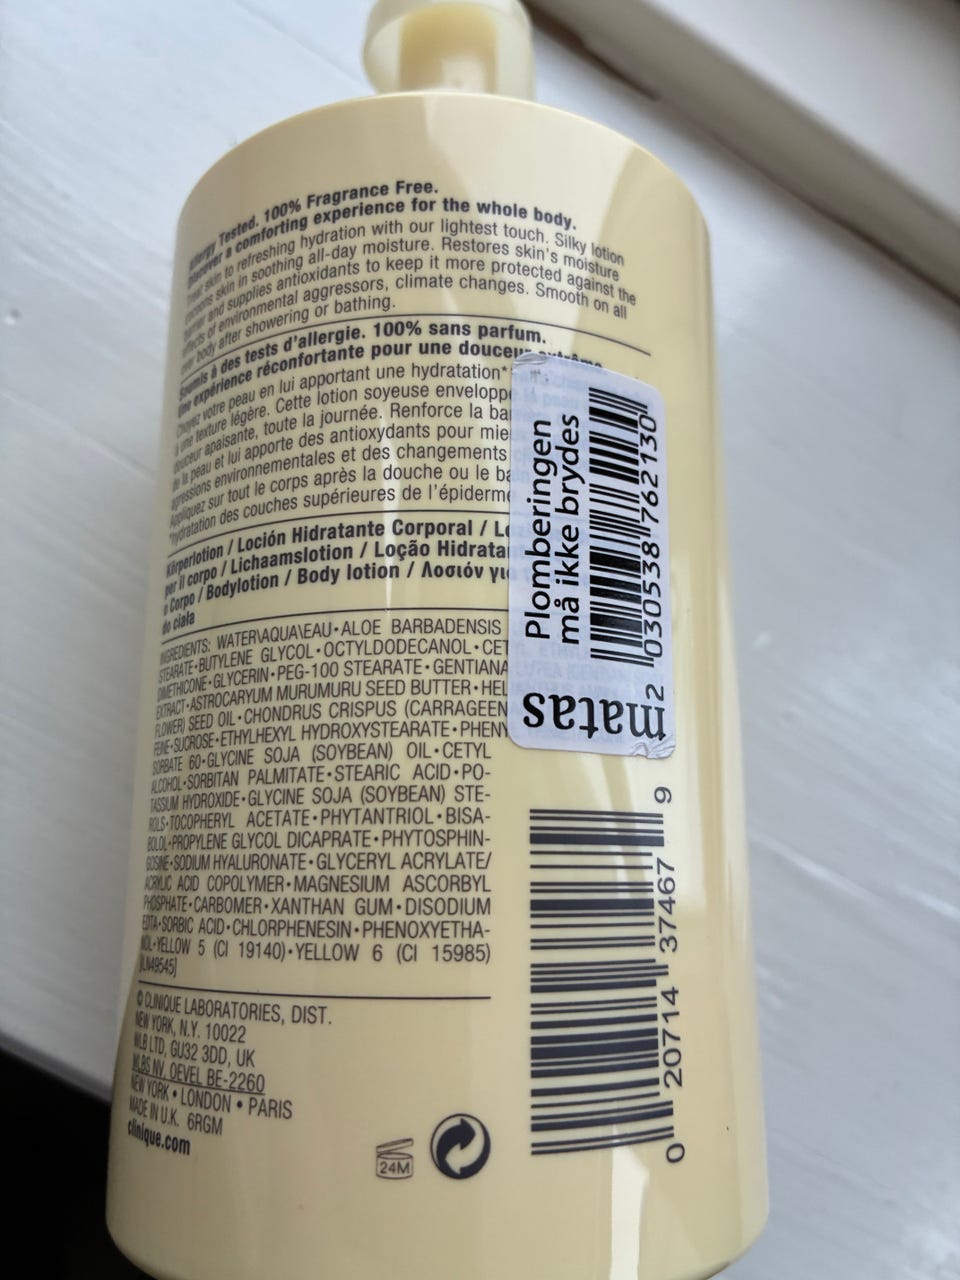 Allergy Tested. 100% Fragrance Free.
Discover a comforting experience for the whole body.
Treat skin to refreshing hydration with our lightest touch. Silky lotion
cocoons skin in soothing all-day moisture. Restores skin's moisture
barrier and supplies antioxidants to keep it more protected against the
effects of environmental aggressors, climate changes. Smooth on all
over body after showering or bathing.
Soumis à des tests d'allergie. 100% sans parfum.
Une expérience réconfortante pour une douceur extrême
Choyez votre peau en lui apportant une hydratation*
à une texture légère. Cette lotion soyeuse enveloppe la peau
douceur apaisante, toute la journée. Renforce la
de la peau et lui apporte des antioxydants pour
agressions environnementales et des changements
Appliquez sur tout le corps après la douche ou le
*hydratation des couches supérieures de l'épiderme
Körperlotion / Loción Hidratante Corporal /
per il corpo / Lichaamslotion / Loção
o Corpo / Bodylotion / Body lotion / Λοσιόν
do ciała
INGREDIENTS: WATER\AQUA\EAU•ALOE BARBADENSIS
STEARATE•BUTYLENE GLYCOL•OCTYLDODECANOL•
DIMETHICONE•GLYCERIN•PEG-100 STEARATE•GENTIANA
EXTRACT•ASTROCARYUM MURUMURU SEED BUTTER•
FLOWER) SEED OIL•CHONDRUS CRISPUS (CARRAGEEN
FEINE•SUCROSE•ETHYLHEXYL HYDROXYSTEARATE•
SORBATE 60•GLYCINE SOJA (SOYBEAN) OIL•CETYL
ALCOHOL•SORBITAN PALMITATE•STEARIC ACID•PO-
TASSIUM HYDROXIDE•GLYCINE SOJA (SOYBEAN) STE-
ROLS•TOCOPHERYL ACETATE•PHYTANTRIOL•BISA-
BOLOL•PROPYLENE GLYCOL DICAPRATE•PHYTOSPHIN-
GOSINE•SODIUM HYALURONATE•GLYCERYL ACRYLATE/
ACRYLIC ACID COPOLYMER•MAGNESIUM ASCORBYL
PHOSPHATE•CARBOMER•XANTHAN GUM•DISODIUM
EDTA•SORBIC ACID•CHLORPHENESIN•PHENOXYETHA-
NOL•YELLOW 5 (CI 19140)•YELLOW 6 (CI 15985)
[ILN49545]
© CLINIQUE LABORATORIES, DIST.
NEW YORK, N.Y. 10022
WLB LTD, GU32 3DD, UK
WLBS NV, OEVEL BE-2260
NEW YORK • LONDON • PARIS
MADE IN U.K. 6RGM
clinique.com
24M
Plomberingen
må ikke brydes
2 030538 762130
matas
0 20714 37467 9